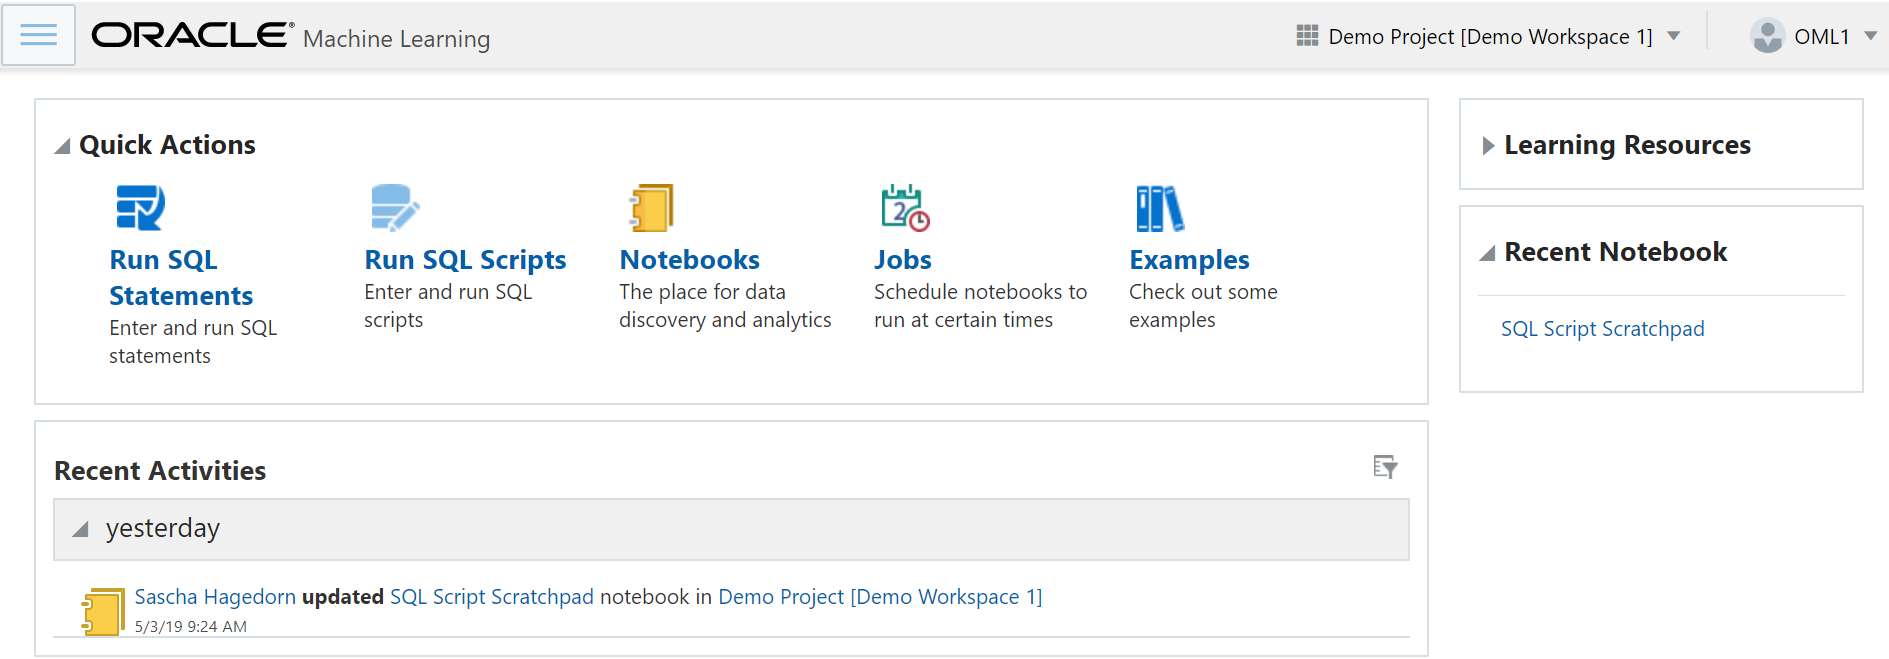 ORACLE® Machine Learning
Demo Project [Demo Workspace 1]
OML1
Quick Actions
Run SQL
Statements
Enter and run SQL
statements
Run SQL Scripts
Enter and run SQL
scripts
Notebooks
The place for data
discovery and analytics
2
Jobs
Schedule notebooks to
run at certain times
Examples
Check out some
examples
Learning Resources
Recent Notebook
SQL Script Scratchpad
Recent Activities
yesterday
Sascha Hagedorn updated SQL Script Scratchpad notebook in Demo Project [Demo Workspace 1]
5/3/19 9:24 AM